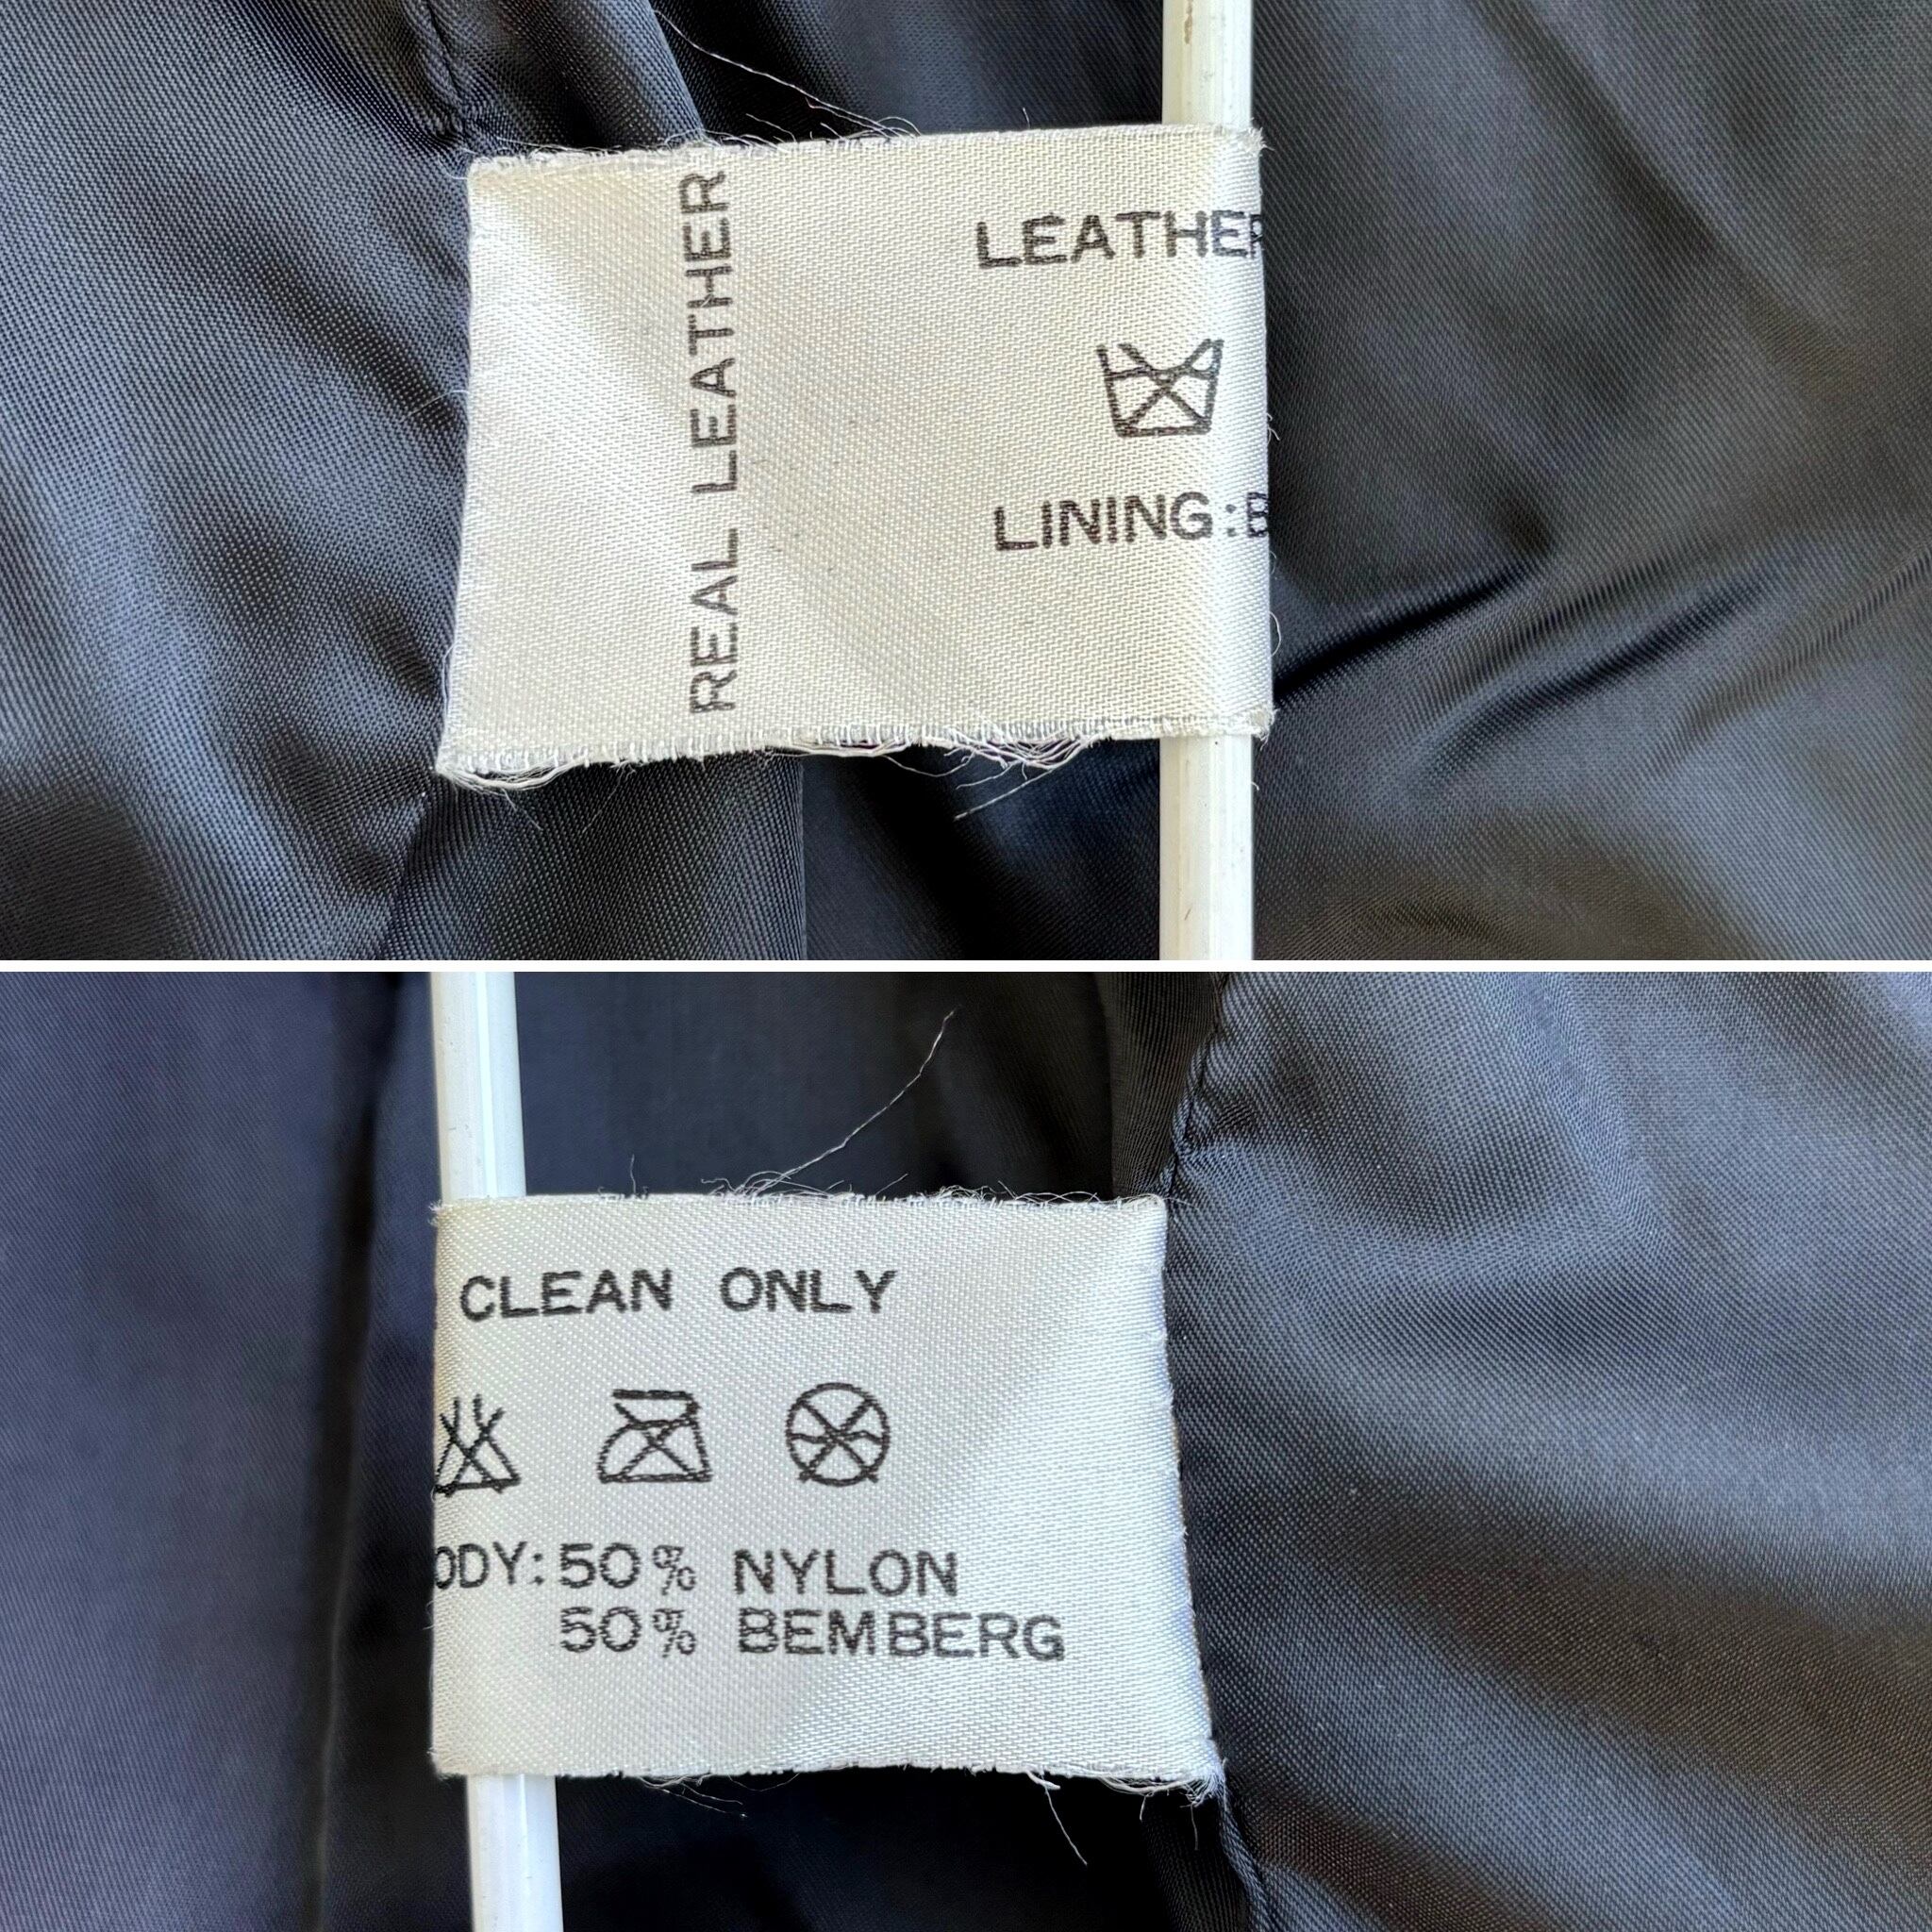 REAL LEATHER
LEATHER
LINING:B
CLEAN ONLY
ODY: 50% NYLON
50% BEMBERG